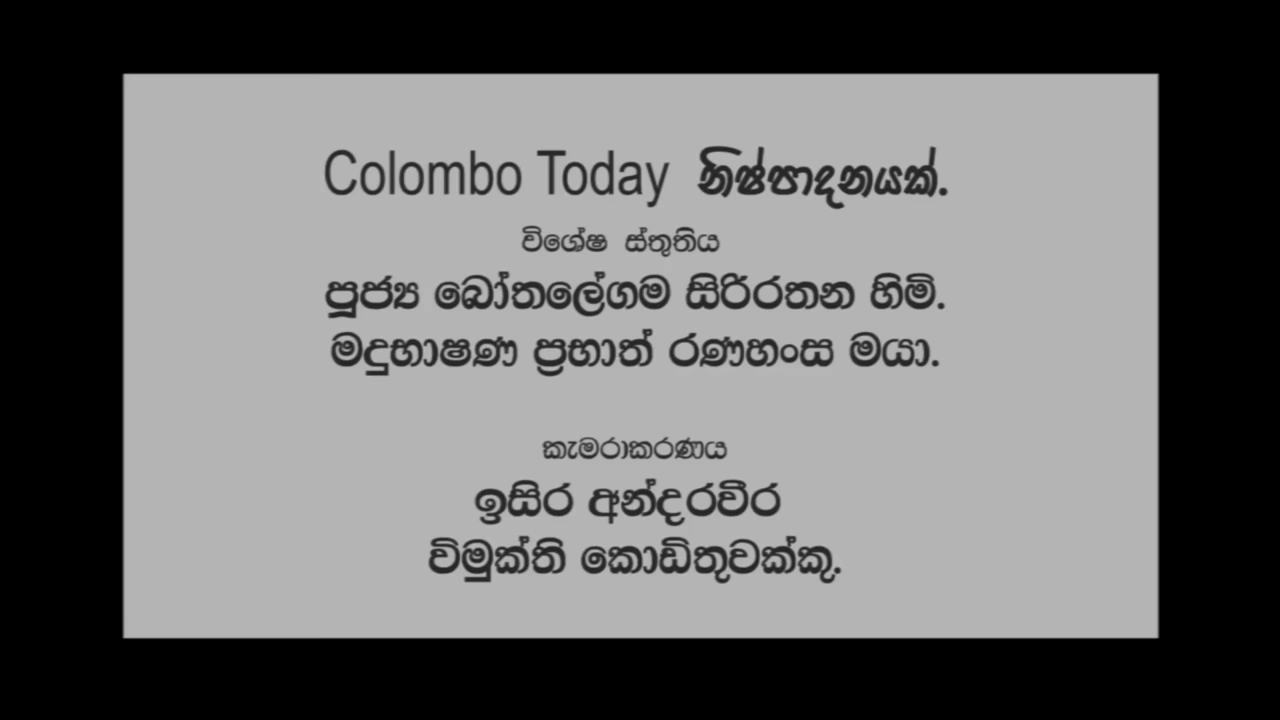 Colombo Today නිෂ්පාදනයක්.
විශේෂ ස්තුතිය
පූජ්‍ය බෝතලේගම සිරිරතන හිමි.
මදුභාෂණ ප්‍රභාත් රණහංස මයා.
කැමරාකරණය
ඉසිර අන්දරවීර
විමුක්ති කොඩිතුවක්කු.